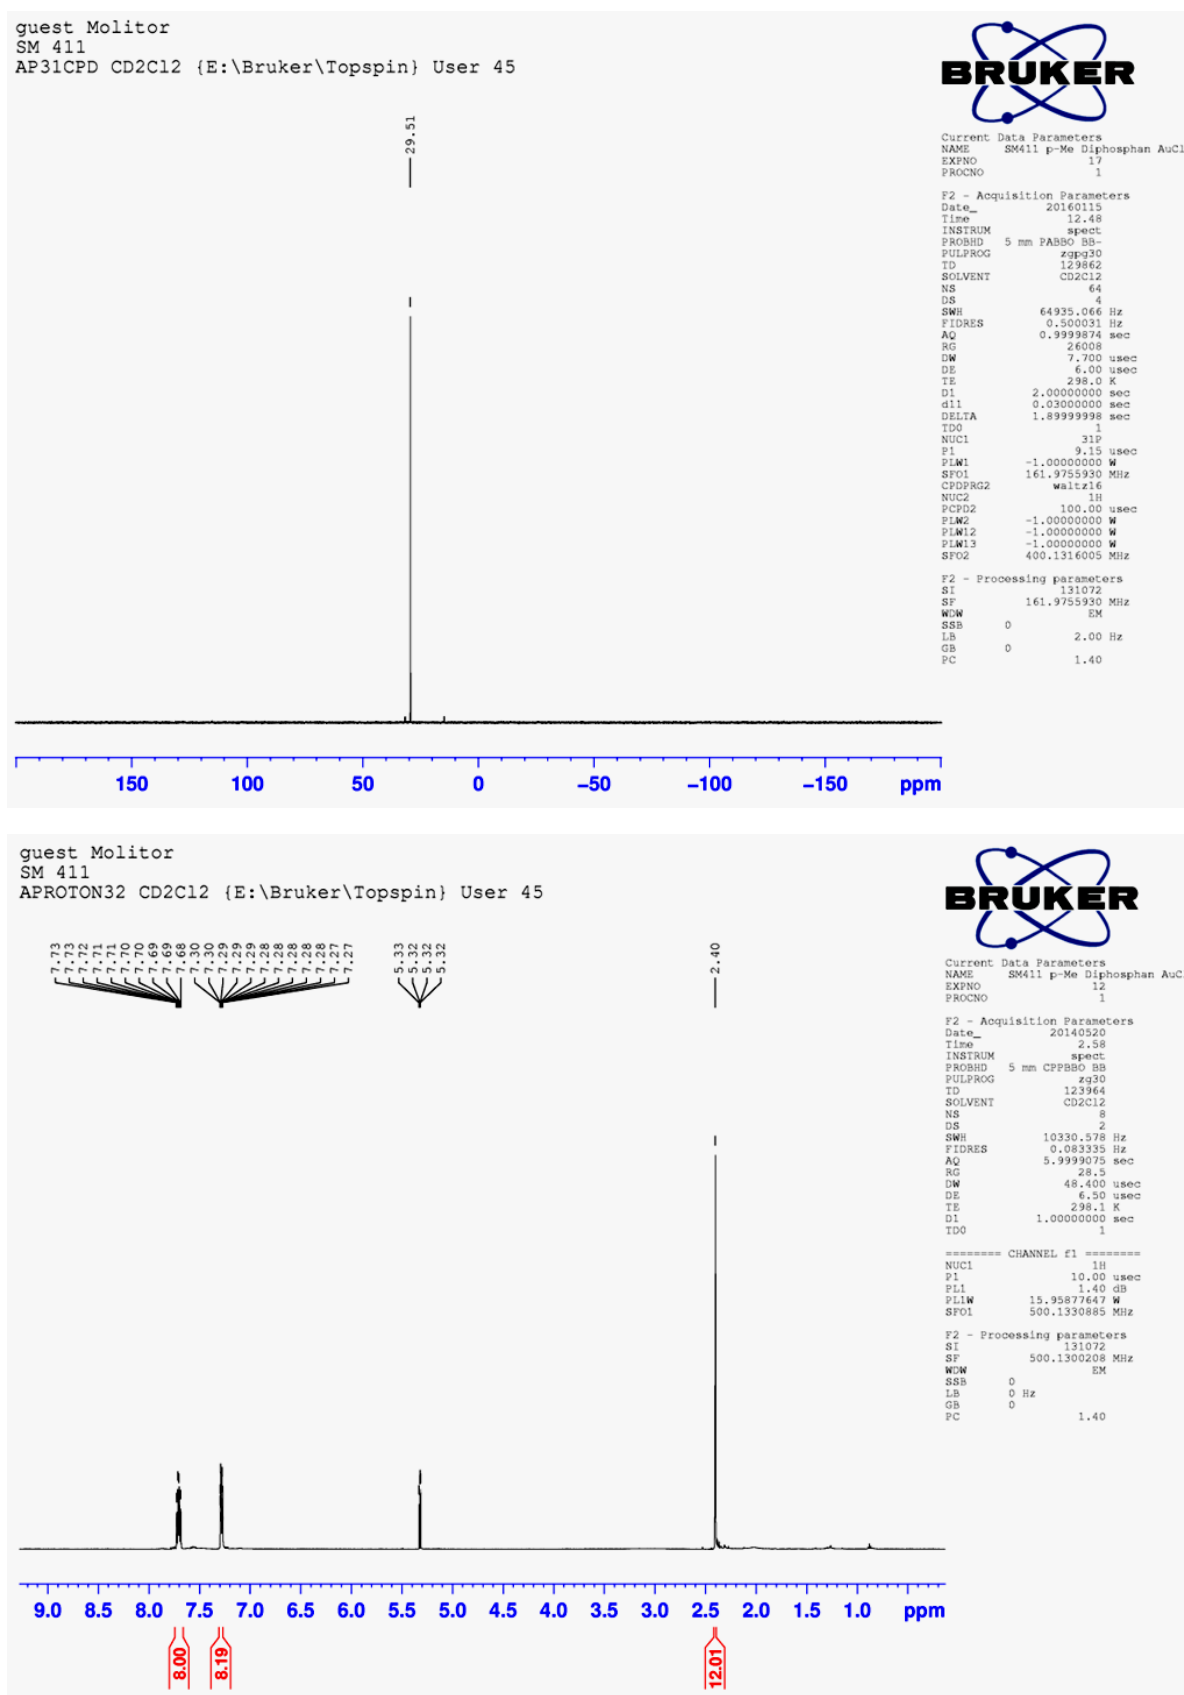 guest Molitor
SM 411
AP31CPD CD2Cl2 {E:\Bruker\Topspin} User 45
29.51
150 100 50 0 −50 −100 −150 ppm
BRUKER
Current Data Parameters
NAME SM411 p-Me Diphosphan AuCl
EXPNO 17
PROCNO 1
F2 - Acquisition Parameters
Date_ 20160115
Time 12.48
INSTRUM spect
PROBHD 5 mm PABBO BB-
PULPROG zgpg30
TD 129862
SOLVENT CD2Cl2
NS 64
DS 4
SWH 64935.066 Hz
FIDRES 0.500031 Hz
AQ 0.9999874 sec
RG 26008
DW 7.700 usec
DE 6.00 usec
TE 298.0 K
D1 2.00000000 sec
d11 0.03000000 sec
DELTA 1.89999998 sec
TD0 1
NUC1 31P
P1 9.15 usec
PLW1 -1.00000000 W
SFO1 161.9755930 MHz
CPDPRG2 waltz16
NUC2 1H
PCPD2 100.00 usec
PLW2 -1.00000000 W
PLW12 -1.00000000 W
PLW13 -1.00000000 W
SFO2 400.1316005 MHz
F2 - Processing parameters
SI 131072
SF 161.9755930 MHz
WDW EM
SSB 0
LB 2.00 Hz
GB 0
PC 1.40
guest Molitor
SM 411
APROTON32 CD2Cl2 {E:\Bruker\Topspin} User 45
7.73
7.73
7.72
7.71
7.71
7.70
7.70
7.69
7.69
7.68
7.30
7.30
7.29
7.29
7.29
7.28
7.28
7.28
7.28
7.27
7.27
5.33
5.32
5.32
5.32
2.40
9.0 8.5 8.0 7.5 7.0 6.5 6.0 5.5 5.0 4.5 4.0 3.5 3.0 2.5 2.0 1.5 1.0 ppm
8.00
8.19
12.01
BRUKER
Current Data Parameters
NAME SM411 p-Me Diphosphan AuC
EXPNO 12
PROCNO 1
F2 - Acquisition Parameters
Date_ 20140520
Time 2.58
INSTRUM spect
PROBHD 5 mm CPPBBO BB
PULPROG zg30
TD 123964
SOLVENT CD2Cl2
NS 8
DS 2
SWH 10330.578 Hz
FIDRES 0.083335 Hz
AQ 5.9999075 sec
RG 28.5
DW 48.400 usec
DE 6.50 usec
TE 298.1 K
D1 1.00000000 sec
TD0 1
======== CHANNEL f1 ========
NUC1 1H
P1 10.00 usec
PL1 1.40 dB
PL1W 15.95877647 W
SFO1 500.1330885 MHz
F2 - Processing parameters
SI 131072
SF 500.1300208 MHz
WDW EM
SSB 0
LB 0 Hz
GB 0
PC 1.40